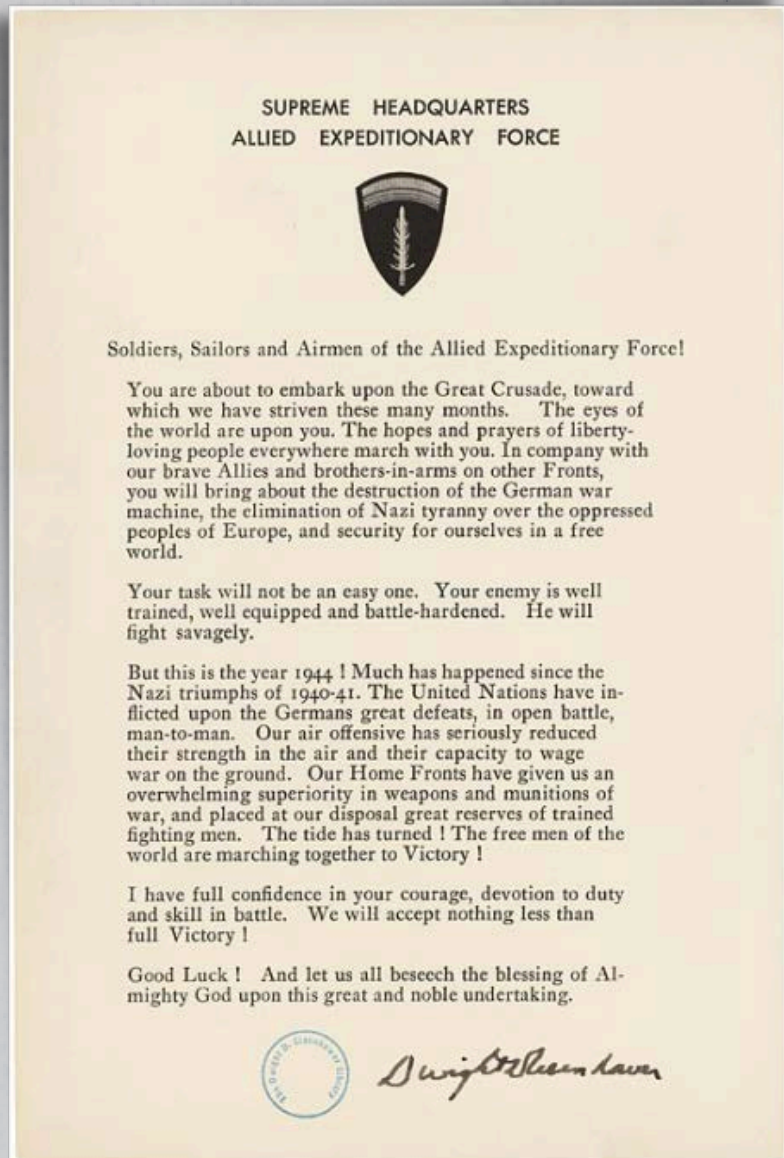 SUPREME HEADQUARTERS
ALLIED EXPEDITIONARY FORCE
Soldiers, Sailors and Airmen of the Allied Expeditionary Force!
You are about to embark upon the Great Crusade, toward
which we have striven these many months. The eyes of
the world are upon you. The hopes and prayers of liberty-
loving people everywhere march with you. In company with
our brave Allies and brothers-in-arms on other Fronts,
you will bring about the destruction of the German war
machine, the elimination of Nazi tyranny over the oppressed
peoples of Europe, and security for ourselves in a free
world.
Your task will not be an easy one. Your enemy is well
trained, well equipped and battle-hardened. He will
fight savagely.
But this is the year 1944 ! Much has happened since the
Nazi triumphs of 1940-41. The United Nations have in-
flicted upon the Germans great defeats, in open battle,
man-to-man. Our air offensive has seriously reduced
their strength in the air and their capacity to wage
war on the ground. Our Home Fronts have given us an
overwhelming superiority in weapons and munitions of
war, and placed at our disposal great reserves of trained
fighting men. The tide has turned ! The free men of the
world are marching together to Victory !
I have full confidence in your courage, devotion to duty
and skill in battle. We will accept nothing less than
full Victory !
Good Luck ! And let us all beseech the blessing of Al-
mighty God upon this great and noble undertaking.
The Dwight D. Eisenhower Library
Dwight D Eisenhower